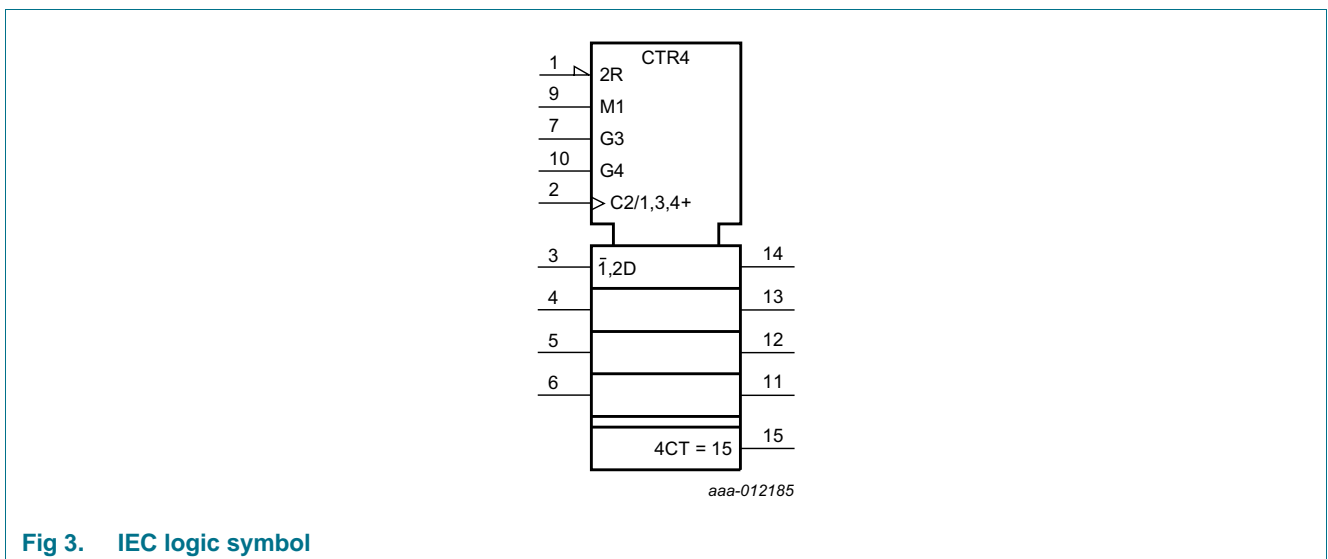 CTR4
1
2R
9
M1
7
G3
10
G4
2
C2/1,3,4+
3
1̅,2D
14
4
13
5
12
6
11
4CT = 15
15
aaa-012185
Fig 3. IEC logic symbol